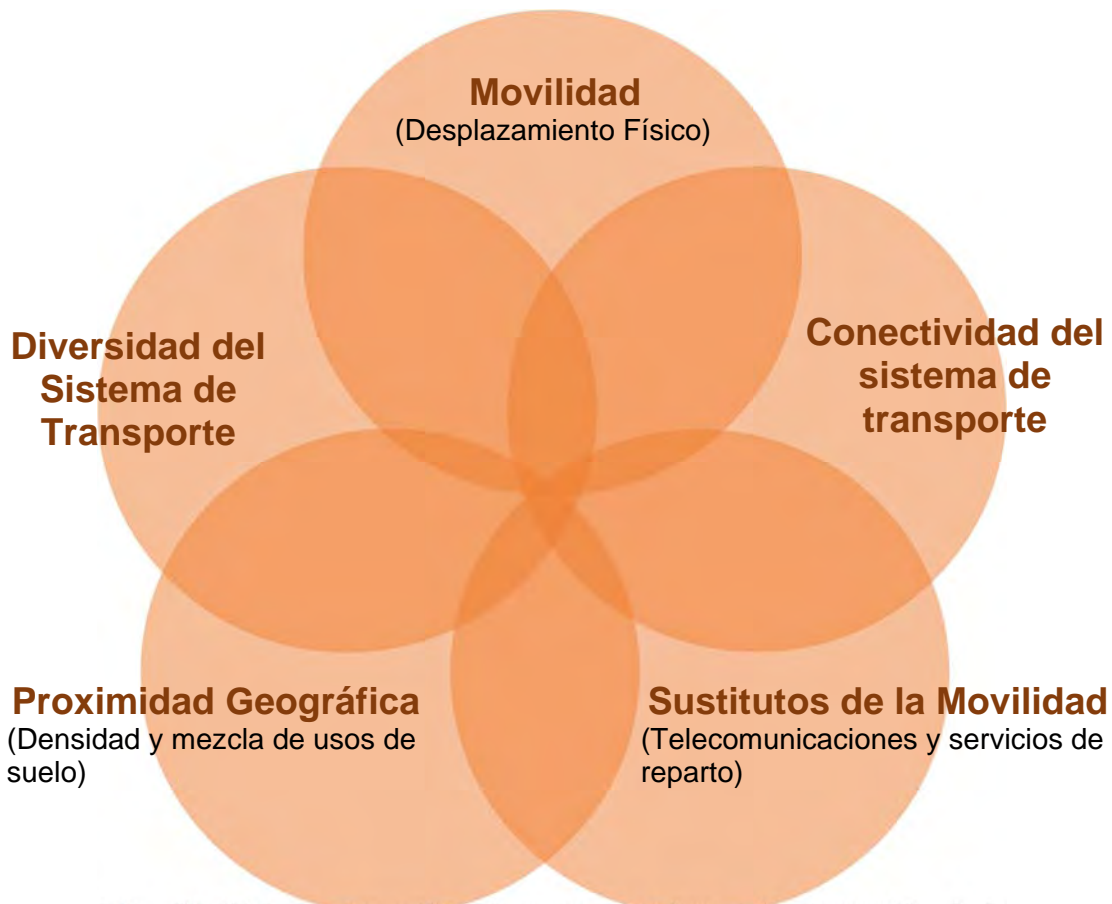 Movilidad
(Desplazamiento Físico)
Diversidad del
Sistema de
Transporte
Conectividad del
sistema de
transporte
Proximidad Geográfica
(Densidad y mezcla de usos de
suelo)
Sustitutos de la Movilidad
(Telecomunicaciones y servicios de
reparto)